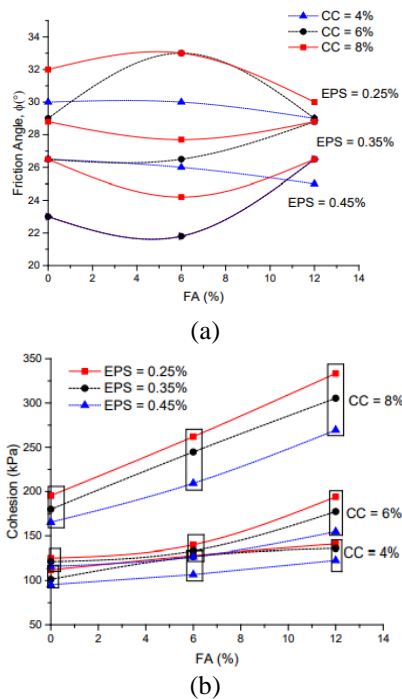 CC = 4%
CC = 6%
CC = 8%
34
32
30
28
26
24
22
20
Friction Angle, ϕ(°)
EPS = 0.25%
EPS = 0.35%
EPS = 0.45%
0 2 4 6 8 10 12 14
FA (%)
(a)
350
300
250
200
150
100
50
Cohesion (kPa)
EPS = 0.25%
EPS = 0.35%
EPS = 0.45%
CC = 8%
CC = 6%
CC = 4%
0 2 4 6 8 10 12 14
FA (%)
(b)